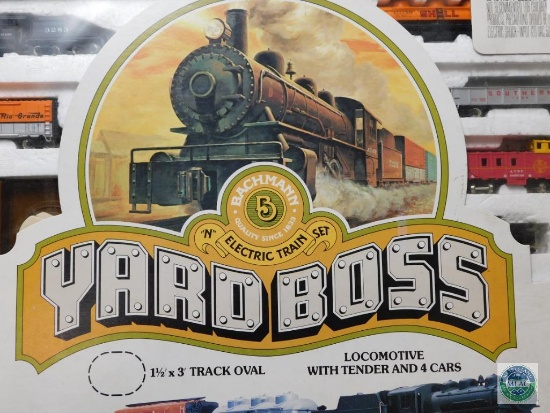 SHELL
Rio Grande
SOUTHERN
BACHMANN
QUALITY SINCE 1833
"N" ELECTRIC TRAIN SET
YARD BOSS
1½' x 3' TRACK OVAL
LOCOMOTIVE
WITH TENDER AND 4 CARS